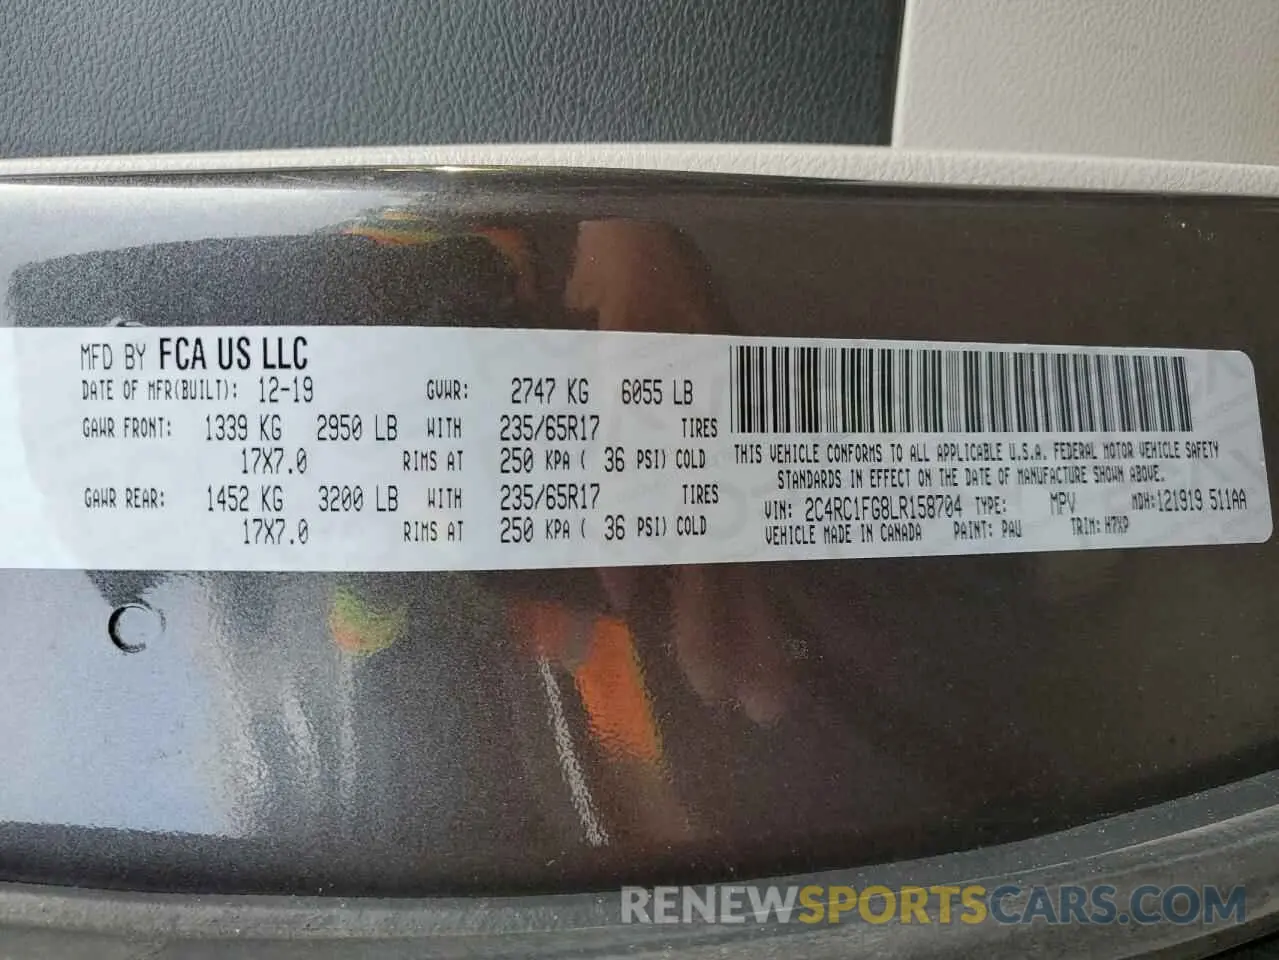 MFD BY FCA US LLC
DATE OF MFR(BUILT): 12-19 GVWR: 2747 KG 6055 LB
GAWR FRONT: 1339 KG 2950 LB WITH 235/65R17 TIRES
17X7.0 RIMS AT 250 KPA ( 36 PSI) COLD
GAWR REAR: 1452 KG 3200 LB WITH 235/65R17 TIRES
17X7.0 RIMS AT 250 KPA ( 36 PSI) COLD
THIS VEHICLE CONFORMS TO ALL APPLICABLE U.S.A. FEDERAL MOTOR VEHICLE SAFETY
STANDARDS IN EFFECT ON THE DATE OF MANUFACTURE SHOWN ABOVE.
VIN: 2C4RC1FG8LR158704 TYPE: MPV MDH:121919 511AA
VEHICLE MADE IN CANADA PAINT: PAU TRIM:
RENEWSPORTSCARS.COM